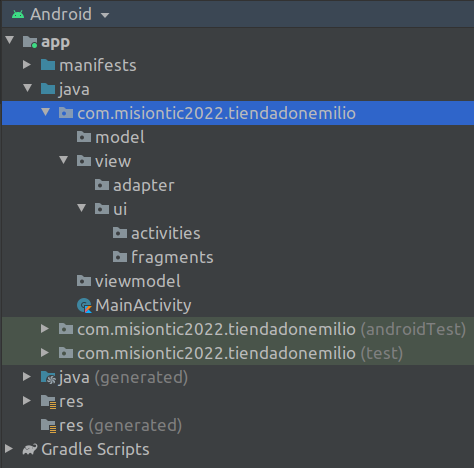 Android
app
manifests
java
com.misiontic2022.tiendadonemilio
model
view
adapter
ui
activities
fragments
viewmodel
MainActivity
com.misiontic2022.tiendadonemilio (androidTest)
com.misiontic2022.tiendadonemilio (test)
java (generated)
res
res (generated)
Gradle Scripts